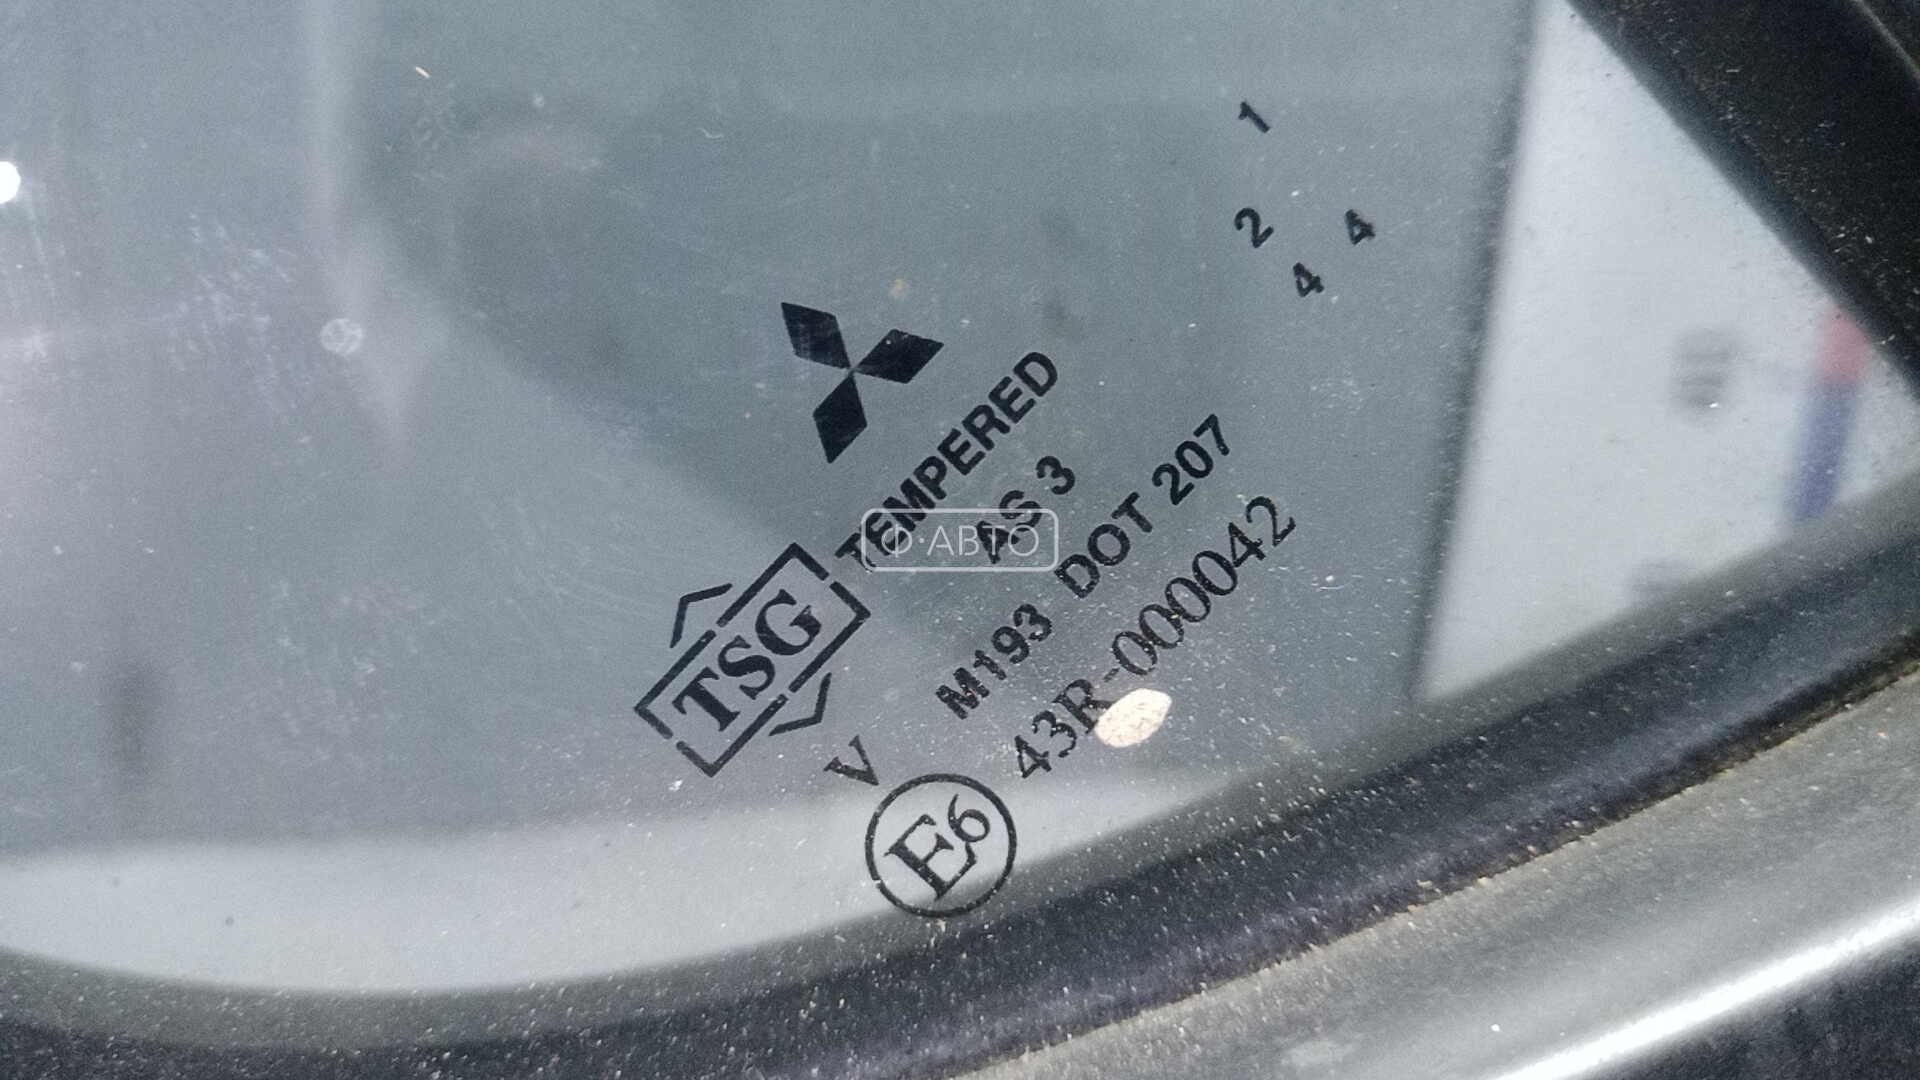 1
2 4
4
TEMPERED
AS 3
TSG
M193 DOT 207
V
43R-000042
E6
Ф·АВТО